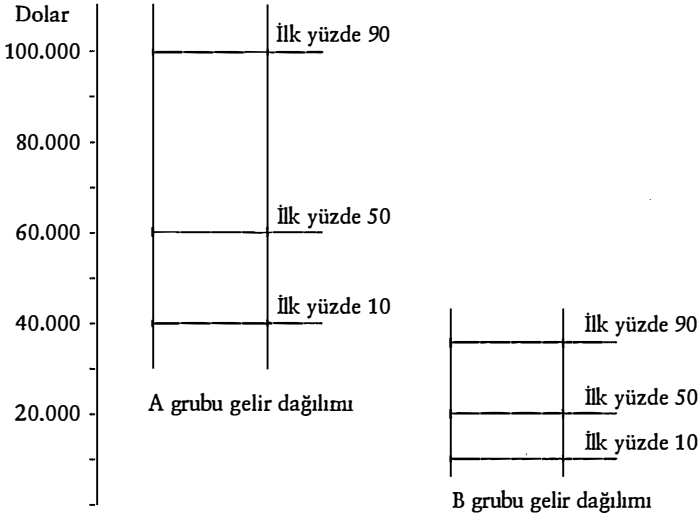 Dolar
100.000
80.000
60.000
40.000
20.000
İlk yüzde 90
İlk yüzde 50
İlk yüzde 10
A grubu gelir dağılımı
İlk yüzde 90
İlk yüzde 50
İlk yüzde 10
B grubu gelir dağılımı